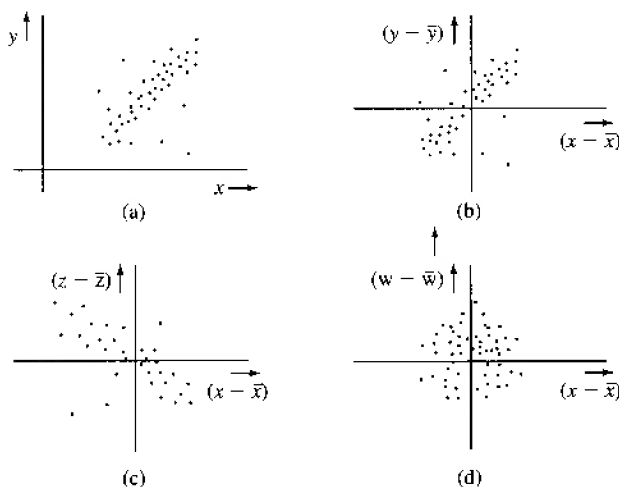 y
x
(a)
(y − ȳ)
(x − x̄)
(b)
(z − z̄)
(x − x̄)
(c)
(w − w̄)
(x − x̄)
(d)